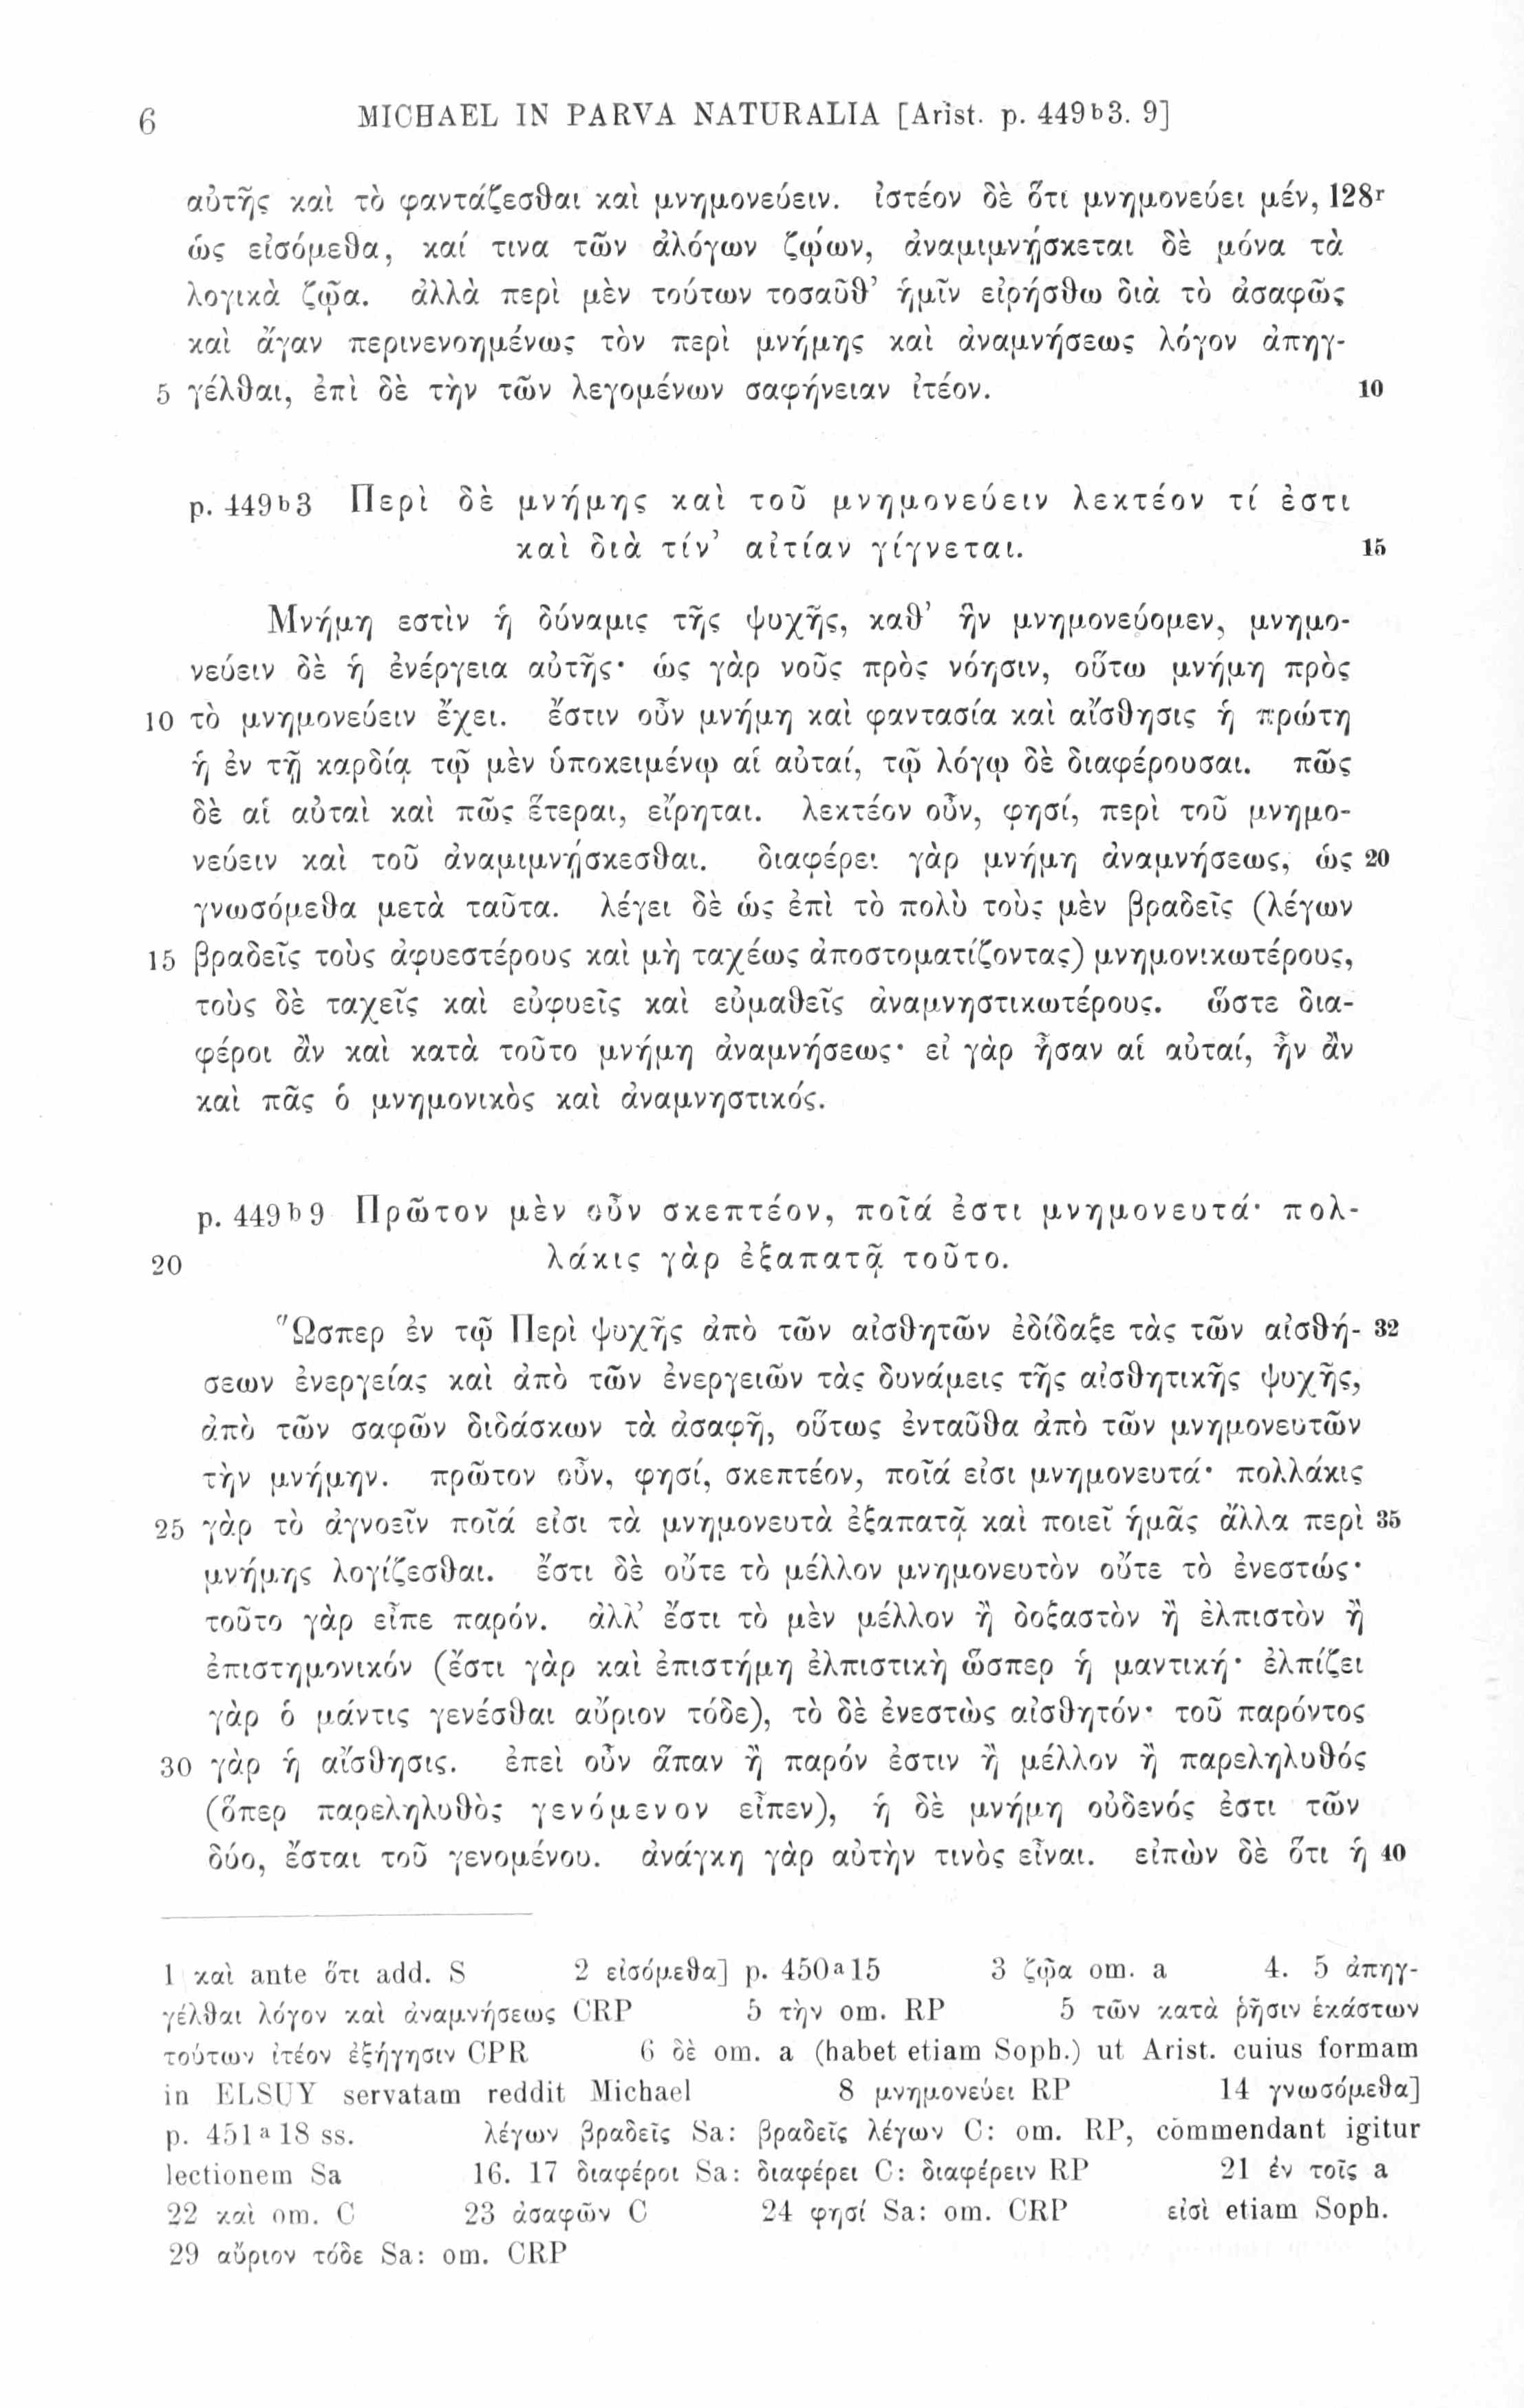 6 MICHAEL IN PARVA NATURALIA [Arist. p. 449b3. 9]
αὐτῆς καὶ τὸ φαντάζεσθαι καὶ μνημονεύειν. ἰστέον δὲ ὅτι μνημονεύει μέν, 128r
ὡς εἰσόμεθα, καί τινα τῶν ἀλόγων ζῴων, ἀναμιμνῄσκεται δὲ μόνα τὰ
λογικὰ ζῷα. ἀλλὰ περὶ μὲν τούτων τοσαῦθ’ ἡμῖν εἰρήσθω διὰ τὸ ἀσαφῶς
καὶ ἄγαν περινενοημένως τὸν περὶ μνήμης καὶ ἀναμνήσεως λόγον ἀπηγ-
5 γέλθαι, ἐπὶ δὲ τὴν τῶν λεγομένων σαφήνειαν ἰτέον. 10
p. 449b3 Περὶ δὲ μνήμης καὶ τοῦ μνημονεύειν λεκτέον τί ἐστι
καὶ διὰ τίν’ αἰτίαν γίγνεται. 15
Μνήμη εστὶν ἡ δύναμις τῆς ψυχῆς, καθ’ ἣν μνημονεύομεν, μνημο-
νεύειν δὲ ἡ ἐνέργεια αὐτῆς· ὡς γὰρ νοῦς πρὸς νόησιν, οὕτω μνήμη πρὸς
10 τὸ μνημονεύειν ἔχει. ἔστιν οὖν μνήμη καὶ φαντασία καὶ αἴσθησις ἡ πρώτη
ἡ ἐν τῇ καρδίᾳ τῷ μὲν ὑποκειμένῳ αἱ αὐταί, τῷ λόγῳ δὲ διαφέρουσαι. πῶς
δὲ αἱ αὐταὶ καὶ πῶς ἕτεραι, εἴρηται. λεκτέον οὖν, φησί, περὶ τοῦ μνημο-
νεύειν καὶ τοῦ ἀναμιμνῄσκεσθαι. διαφέρει γὰρ μνήμη ἀναμνήσεως, ὡς 20
γνωσόμεθα μετὰ ταῦτα. λέγει δὲ ὡς ἐπὶ τὸ πολὺ τοὺς μὲν βραδεῖς (λέγων
15 βραδεῖς τοὺς ἀφυεστέρους καὶ μὴ ταχέως ἀποστοματίζοντας) μνημονικωτέρους,
τοὺς δὲ ταχεῖς καὶ εὐφυεῖς καὶ εὐμαθεῖς ἀναμνηστικωτέρους. ὥστε δια-
φέροι ἂν καὶ κατὰ τοῦτο μνήμη ἀναμνήσεως· εἰ γὰρ ἦσαν αἱ αὐταί, ἦν ἂν
καὶ πᾶς ὁ μνημονικὸς καὶ ἀναμνηστικός.
p. 449b9 Πρῶτον μὲν οὖν σκεπτέον, ποῖά ἐστι μνημονευτά· πολ-
20 λάκις γὰρ ἐξαπατᾷ τοῦτο.
Ὥσπερ ἐν τῷ Περὶ ψυχῆς ἀπὸ τῶν αἰσθητῶν ἐδίδαξε τὰς τῶν αἰσθή- 32
σεων ἐνεργείας καὶ ἀπὸ τῶν ἐνεργειῶν τὰς δυνάμεις τῆς αἰσθητικῆς ψυχῆς,
ἀπὸ τῶν σαφῶν διδάσκων τὰ ἀσαφῆ, οὕτως ἐνταῦθα ἀπὸ τῶν μνημονευτῶν
τὴν μνήμην. πρῶτον οὖν, φησί, σκεπτέον, ποῖά εἰσι μνημονευτά· πολλάκις
25 γὰρ τὸ ἀγνοεῖν ποῖά εἰσι τὰ μνημονευτὰ ἐξαπατᾷ καὶ ποιεῖ ἡμᾶς ἄλλα περὶ 35
μνήμης λογίζεσθαι. ἔστι δὲ οὔτε τὸ μέλλον μνημονευτὸν οὔτε τὸ ἐνεστώς·
τοῦτο γὰρ εἶπε παρόν. ἀλλ’ ἔστι τὸ μὲν μέλλον ἢ δοξαστὸν ἢ ἐλπιστὸν ἢ
ἐπιστημονικόν (ἔστι γὰρ καὶ ἐπιστήμη ἐλπιστικὴ ὥσπερ ἡ μαντική· ἐλπίζει
γὰρ ὁ μάντις γενέσθαι αὔριον τόδε), τὸ δὲ ἐνεστὼς αἰσθητόν· τοῦ παρόντος
30 γὰρ ἡ αἴσθησις. ἐπεὶ οὖν ἅπαν ἢ παρόν ἐστιν ἢ μέλλον ἢ παρεληλυθός
(ὅπερ παρεληλυθὸς γενόμενον εἶπεν), ἡ δὲ μνήμη οὐδενός ἐστι τῶν
δύο, ἔσται τοῦ γενομένου. ἀνάγκη γὰρ αὐτὴν τινὸς εἶναι. εἰπὼν δὲ ὅτι ἡ 40
1 καὶ ante ὅτι add. S 2 εἰσόμεθα] p. 450a15 3 ζῷα om. a 4. 5 ἀπηγ-
γέλθαι λόγον καὶ ἀναμνήσεως CRP 5 τὴν om. RP 5 τῶν κατὰ ῥῆσιν ἑκάστων
τούτων ἰτέον ἐξήγησιν CPR 6 δὲ om. a (habet etiam Soph.) ut Arist. cuius formam
in ELSUY servatam reddit Michael 8 μνημονεύει RP 14 γνωσόμεθα]
p. 451a18 ss. λέγων βραδεῖς Sa: βραδεῖς λέγων C: om. RP, commendant igitur
lectionem Sa 16. 17 διαφέροι Sa: διαφέρει C: διαφέρειν RP 21 ἐν τοῖς a
22 καὶ om. C 23 ἀσαφῶν C 24 φησί Sa: om. CRP εἰσὶ etiam Soph.
29 αὔριον τόδε Sa: om. CRP